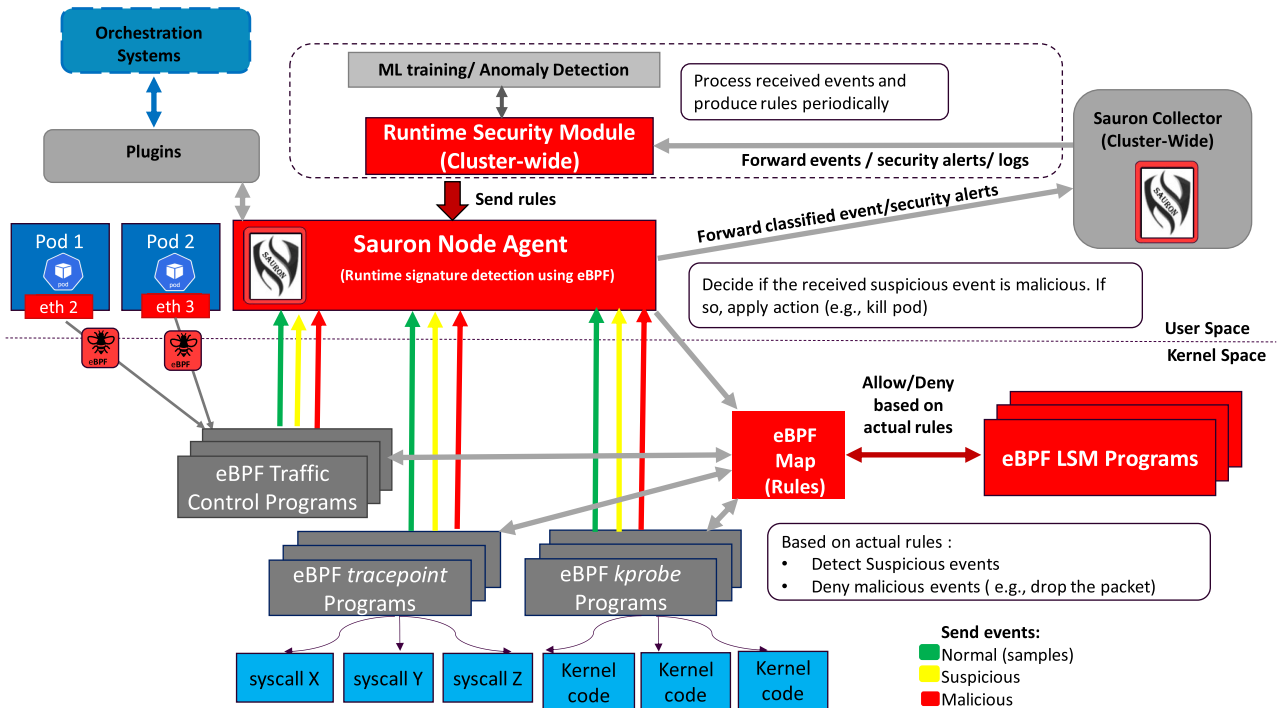 Orchestration
Systems
ML training/ Anomaly Detection
Process received events and
produce rules periodically
Sauron Collector
(Cluster-Wide)
SAURON
Runtime Security Module
(Cluster-wide)
Forward events / security alerts/ logs
Plugins
Send rules
Forward classified event/security alerts
Pod 1
pod
eth 2
Pod 2
pod
eth 3
SAURON
Sauron Node Agent
(Runtime signature detection using eBPF)
Decide if the received suspicious event is malicious. If
so, apply action (e.g., kill pod)
User Space
Kernel Space
eBPF
eBPF
Allow/Deny
based on
actual rules
eBPF Traffic
Control Programs
eBPF
Map
(Rules)
eBPF LSM Programs
eBPF tracepoint
Programs
eBPF kprobe
Programs
Based on actual rules :
• Detect Suspicious events
• Deny malicious events ( e.g., drop the packet)
syscall X
syscall Y
syscall Z
Kernel
code
Kernel
code
Kernel
code
Send events:
Normal (samples)
Suspicious
Malicious